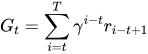 G_t = \sum_{i=t}^{T} \gamma^{i-t} r_{i-t+1}